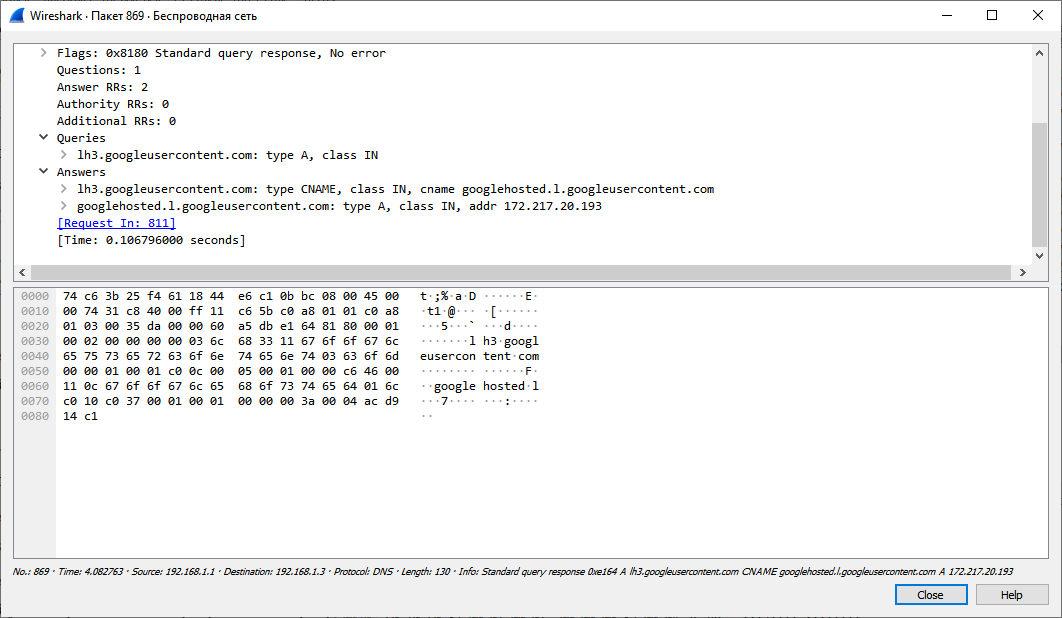 Wireshark · Пакет 869 · Беспроводная сеть
Flags: 0x8180 Standard query response, No error
Questions: 1
Answer RRs: 2
Authority RRs: 0
Additional RRs: 0
Queries
lh3.googleusercontent.com: type A, class IN
Answers
lh3.googleusercontent.com: type CNAME, class IN, cname googlehosted.l.googleusercontent.com
googlehosted.l.googleusercontent.com: type A, class IN, addr 172.217.20.193
[Request In: 811]
[Time: 0.106796000 seconds]
0000 74 c6 3b 25 f4 61 18 44 e6 c1 0b bc 08 00 45 00 t·;%·a·D ······E·
0010 00 74 31 c8 40 00 ff 11 c6 5b c0 a8 01 01 c0 a8 ·t1·@··· ·[······
0020 01 03 00 35 da 00 00 60 a5 db e1 64 81 80 00 01 ···5···` ···d····
0030 00 02 00 00 00 00 03 6c 68 33 11 67 6f 6f 67 6c ·······l h3·googl
0040 65 75 73 65 72 63 6f 6e 74 65 6e 74 03 63 6f 6d eusercon tent·com
0050 00 00 01 00 01 c0 0c 00 05 00 01 00 00 c6 46 00 ········ ······F·
0060 11 0c 67 6f 6f 67 6c 65 68 6f 73 74 65 64 01 6c ··google hosted·l
0070 c0 10 c0 37 00 01 00 01 00 00 00 3a 00 04 ac d9 ···7···· ···:····
0080 14 c1 ··
No.: 869 · Time: 4.082763 · Source: 192.168.1.1 · Destination: 192.168.1.3 · Protocol: DNS · Length: 130 · Info: Standard query response 0xe164 A lh3.googleusercontent.com CNAME googlehosted.l.googleusercontent.com A 172.217.20.193
Close
Help